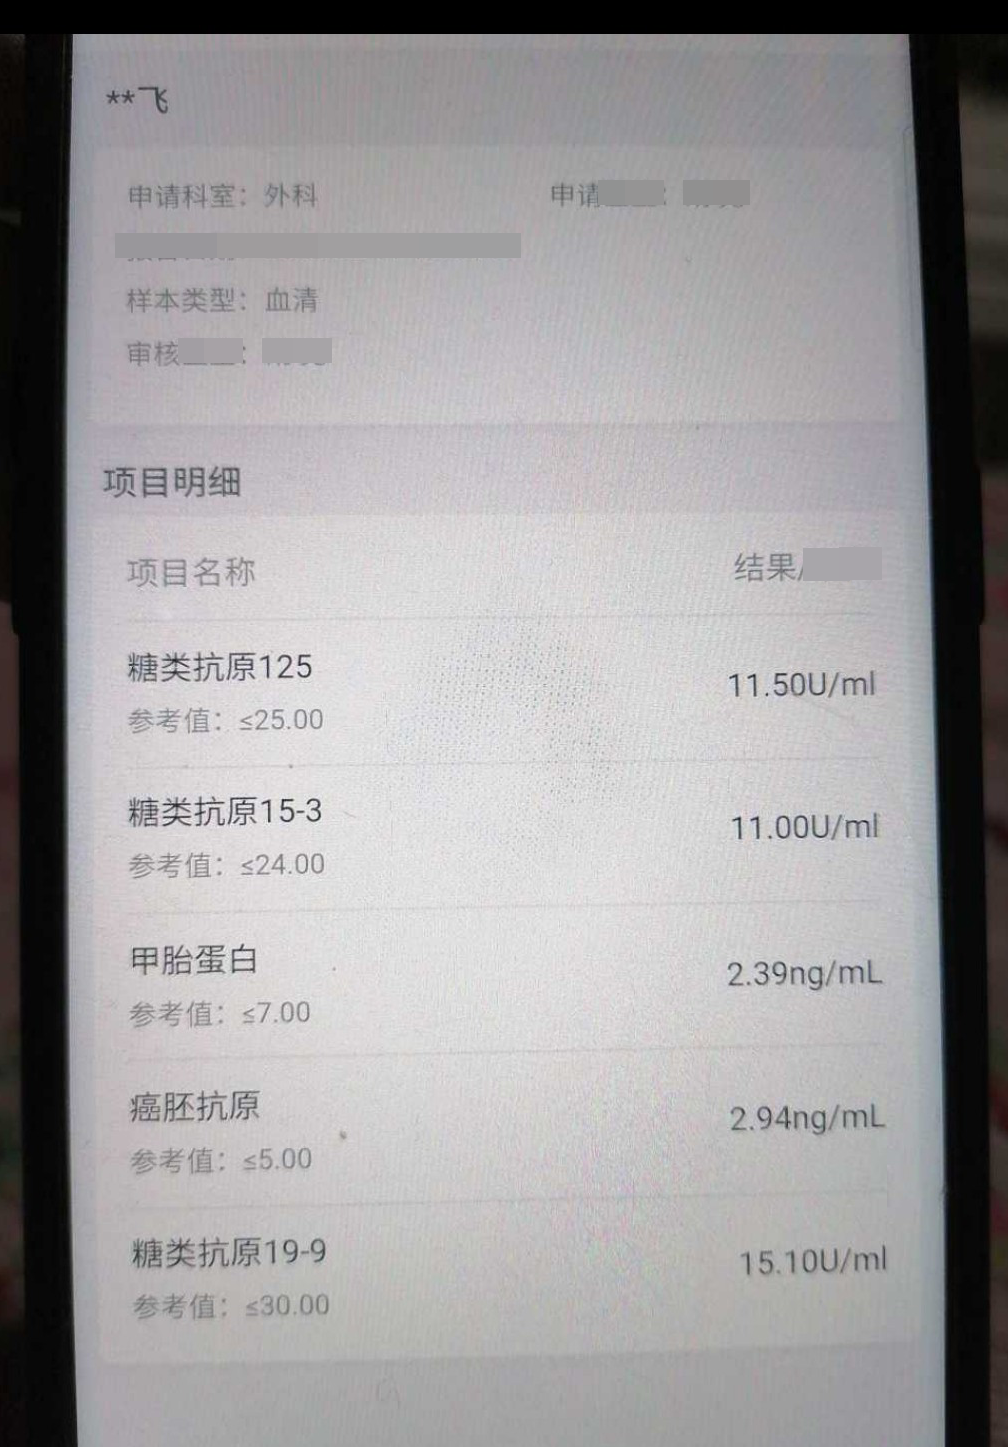 **飞
申请科室：外科 申请
样本类型：血清
审核 ：
项目明细
项目名称 结果/
糖类抗原125 11.50U/ml
参考值：≤25.00
糖类抗原15-3 11.00U/ml
参考值：≤24.00
甲胎蛋白 2.39ng/mL
参考值：≤7.00
癌胚抗原 2.94ng/mL
参考值：≤5.00
糖类抗原19-9 15.10U/ml
参考值：≤30.00